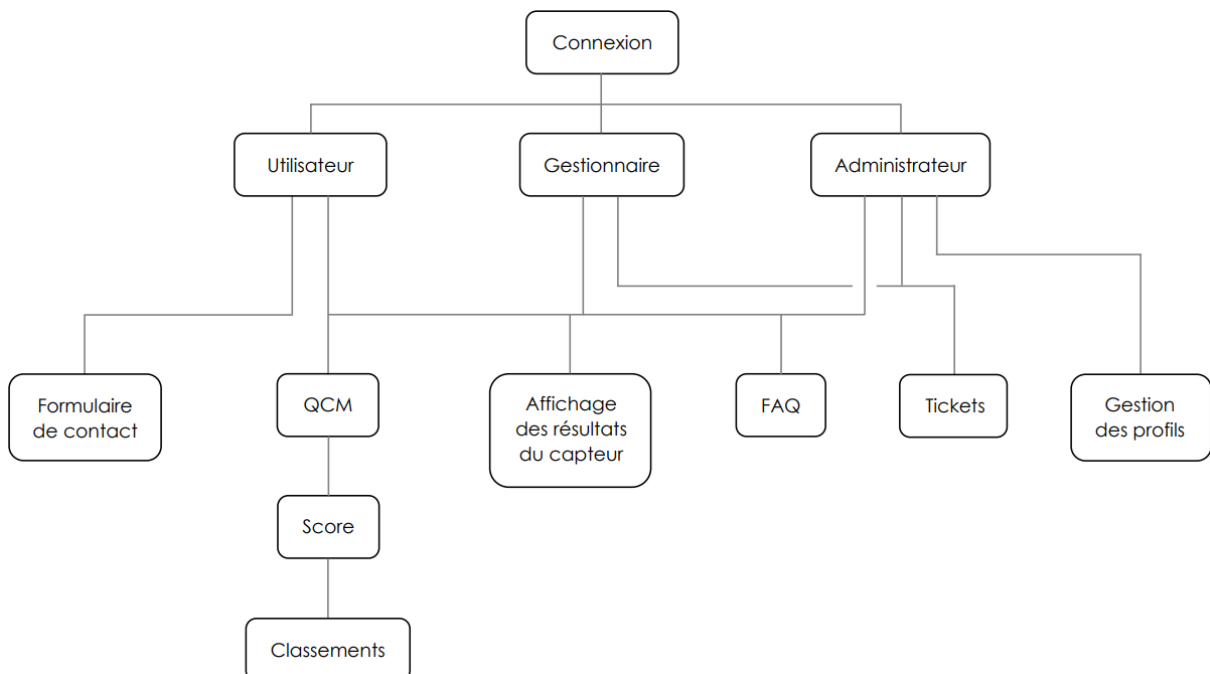 Connexion
Utilisateur
Gestionnaire
Administrateur
Formulaire
de contact
QCM
Affichage
des résultats
du capteur
FAQ
Tickets
Gestion
des profils
Score
Classements